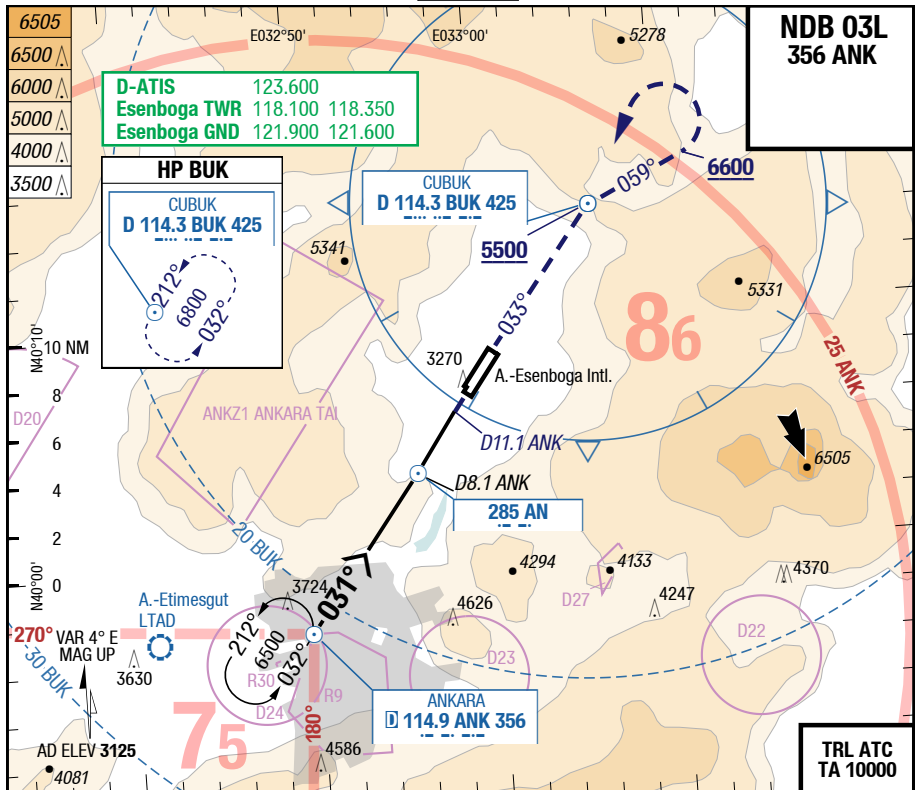 6505
6500
6000
5000
4000
3500
E032°50'
E033°00'
5278
NDB 03L
356 ANK
D-ATIS 123.600
Esenboga TWR 118.100 118.350
Esenboga GND 121.900 121.600
HP BUK
CUBUK
D 114.3 BUK 425
212°
6800
032°
CUBUK
D 114.3 BUK 425
059°
6600
5500
5341
5331
033°
86
25 ANK
N40°10'
10 NM
8
6
4
2
0
N40°00'
3270
A.-Esenboga Intl.
D20
ANKZ1 ANKARA TAI
D11.1 ANK
6505
D8.1 ANK
285 AN
20 BUK
4294
4133
4370
D27
4247
3724
031°
4626
A.-Etimesgut
LTAD
270°
VAR 4° E
MAG UP
30 BUK
3630
212°
6500
032°
R30
R9
D24
D23
D22
180°
ANKARA
D 114.9 ANK 356
75
AD ELEV 3125
4081
4586
TRL ATC
TA 10000